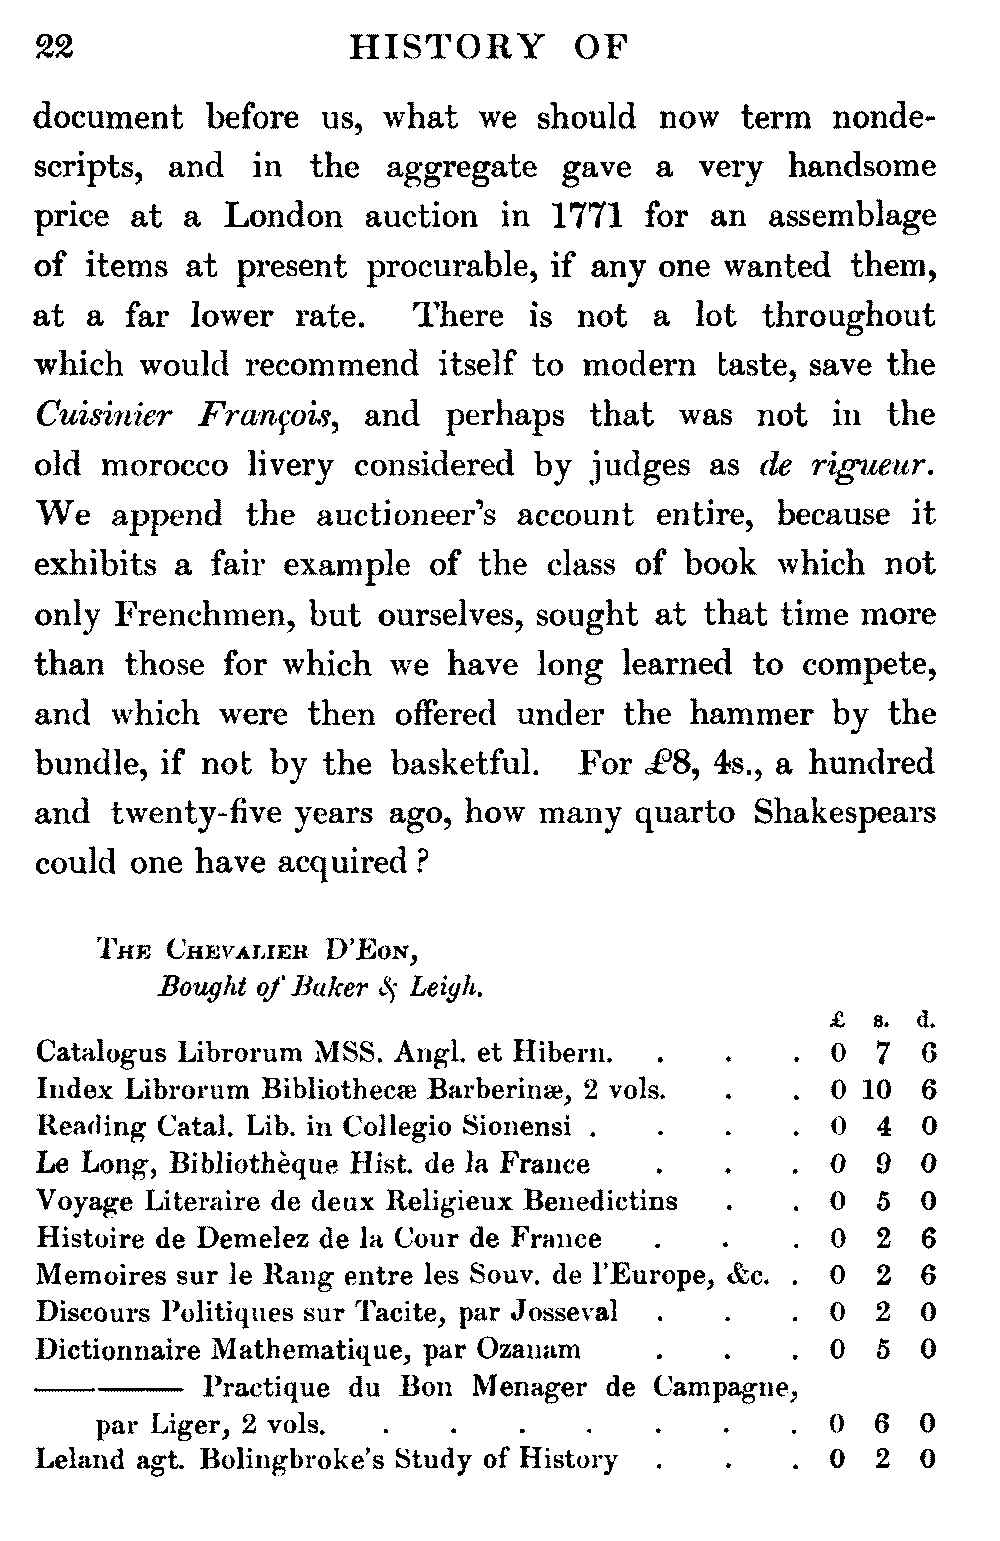 22 HISTORY OF
document before us, what we should now term nonde-
scripts, and in the aggregate gave a very handsome
price at a London auction in 1771 for an assemblage
of items at present procurable, if any one wanted them,
at a far lower rate. There is not a lot throughout
which would recommend itself to modern taste, save the
Cuisinier François, and perhaps that was not in the
old morocco livery considered by judges as de rigueur.
We append the auctioneer's account entire, because it
exhibits a fair example of the class of book which not
only Frenchmen, but ourselves, sought at that time more
than those for which we have long learned to compete,
and which were then offered under the hammer by the
bundle, if not by the basketful. For £8, 4s., a hundred
and twenty-five years ago, how many quarto Shakespears
could one have acquired?
THE CHEVALIER D'EON,
Bought of Baker & Leigh.
£ s. d.
Catalogus Librorum MSS. Angl. et Hibern. . . . 0 7 6
Index Librorum Bibliothecæ Barberinæ, 2 vols. . . 0 10 6
Reading Catal. Lib. in Collegio Sionensi . . . . 0 4 0
Le Long, Bibliothèque Hist. de la France . . . 0 9 0
Voyage Literaire de deux Religieux Benedictins . . 0 5 0
Histoire de Demelez de la Cour de France . . . 0 2 6
Memoires sur le Rang entre les Souv. de l'Europe, &c. . 0 2 6
Discours Politiques sur Tacite, par Josseval . . . 0 2 0
Dictionnaire Mathematique, par Ozanam . . . 0 5 0
——— Practique du Bon Menager de Campagne,
par Liger, 2 vols. . . . . . . . 0 6 0
Leland agt. Bolingbroke's Study of History . . . 0 2 0